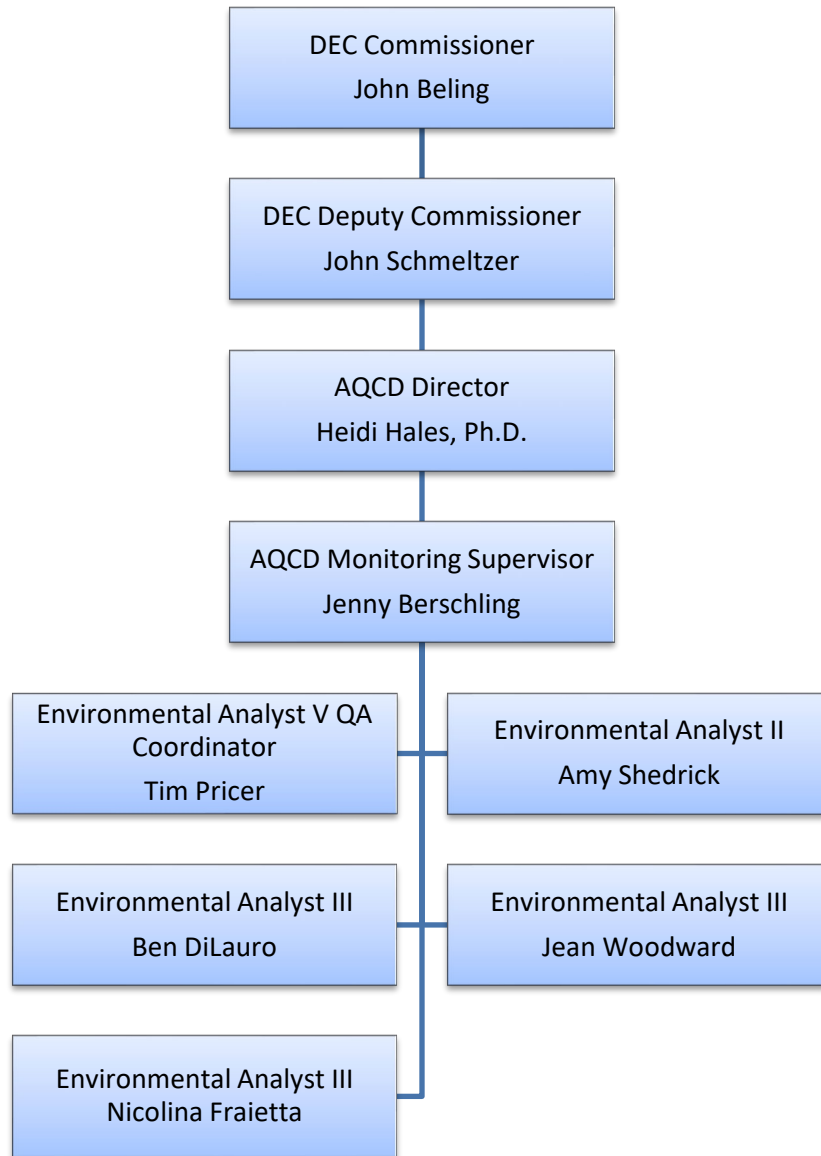 DEC Commissioner
John Beling
DEC Deputy Commissioner
John Schmeltzer
AQCD Director
Heidi Hales, Ph.D.
AQCD Monitoring Supervisor
Jenny Berschling
Environmental Analyst V QA
Coordinator
Tim Pricer
Environmental Analyst II
Amy Shedrick
Environmental Analyst III
Ben DiLauro
Environmental Analyst III
Jean Woodward
Environmental Analyst III
Nicolina Fraietta